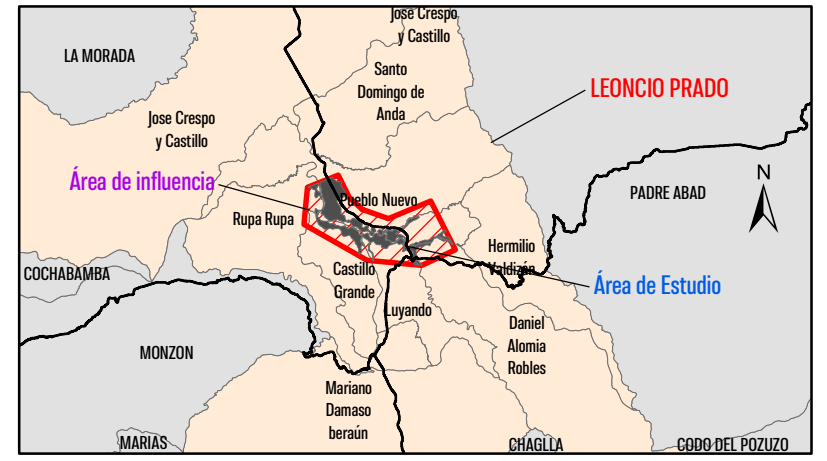 Jose Crespo
y Castillo
LA MORADA
Santo
Domingo de
Anda
LEONCIO PRADO
Jose Crespo
y Castillo
Área de influencia
Pueblo Nuevo
PADRE ABAD
N
Rupa Rupa
Hermilio
Valdizán
COCHABAMBA
Castillo
Grande
Área de Estudio
Luyando
Daniel
Alomia
Robles
MONZON
Mariano
Damaso
beraún
MARIAS
CHAGLLA
CODO DEL POZUZO